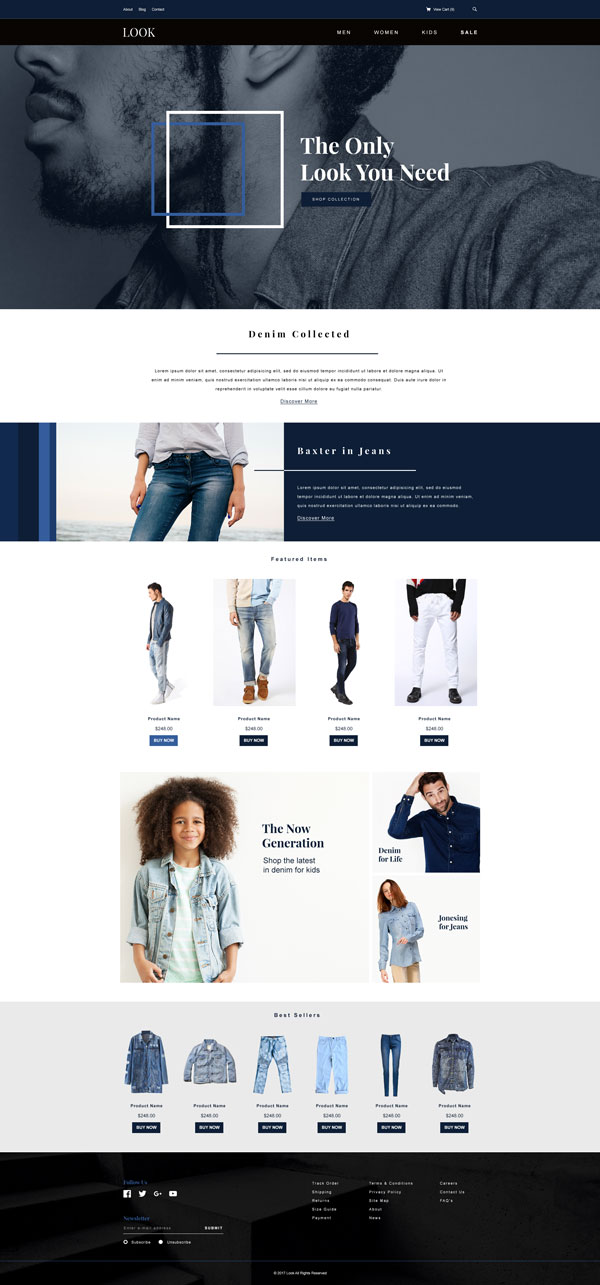 About Blog Contact
View Cart (9)
LOOK
MEN WOMEN KIDS SALE
The Only
Look You Need
SHOP COLLECTION
Denim Collected
Lorem ipsum dolor sit amet, consectetur adipisicing elit, sed do eiusmod tempor incididunt ut labore et dolore magna aliqua. Ut
enim ad minim veniam, quis nostrud exercitation ullamco laboris nisi ut aliquip ex ea commodo consequat. Duis aute irure dolor in
reprehenderit in voluptate velit esse cillum dolore eu fugiat nulla pariatur.
Discover More
Baxter in Jeans
Lorem ipsum dolor sit amet, consectetur adipisicing elit, sed do eiusmod
tempor incididunt ut labore et dolore magna aliqua. Ut enim ad minim veniam,
quis nostrud exercitation ullamco laboris nisi ut aliquip ex ea commodo.
Discover More
Featured Items
Product Name Product Name Product Name Product Name
$248.00 $248.00 $248.00 $248.00
BUY NOW BUY NOW BUY NOW BUY NOW
The Now
Generation
Shop the latest
in denim for kids
Denim
for Life
Jonesing
for Jeans
Best Sellers
Product Name Product Name Product Name Product Name Product Name Product Name
$248.00 $248.00 $248.00 $248.00 $248.00 $248.00
BUY NOW BUY NOW BUY NOW BUY NOW BUY NOW BUY NOW
Follow Us
Newsletter
Enter e-mail address SUBMIT
Subscribe Unsubscribe
Track Order
Shipping
Returns
Size Guide
Payment
Terms & Conditions
Privacy Policy
Site Map
About
News
Careers
Contact Us
FAQ's
© 2017 Look All Rights Reserved